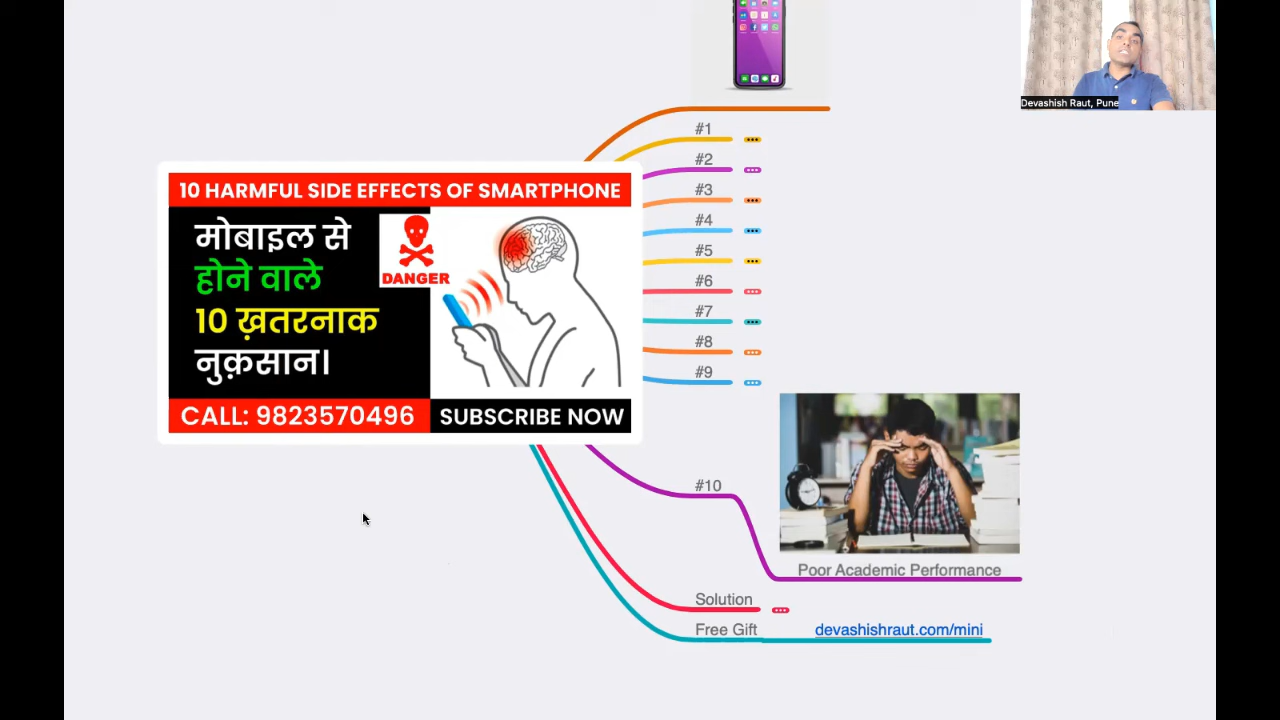 Devashish Raut, Pune
#1
#2
#3
#4
#5
#6
#7
#8
#9
10 HARMFUL SIDE EFFECTS OF SMARTPHONE
मोबाइल से
होने वाले
10 ख़तरनाक
नुक़सान।
DANGER
CALL: 9823570496
SUBSCRIBE NOW
#10
Poor Academic Performance
Solution
Free Gift
devashishraut.com/mini